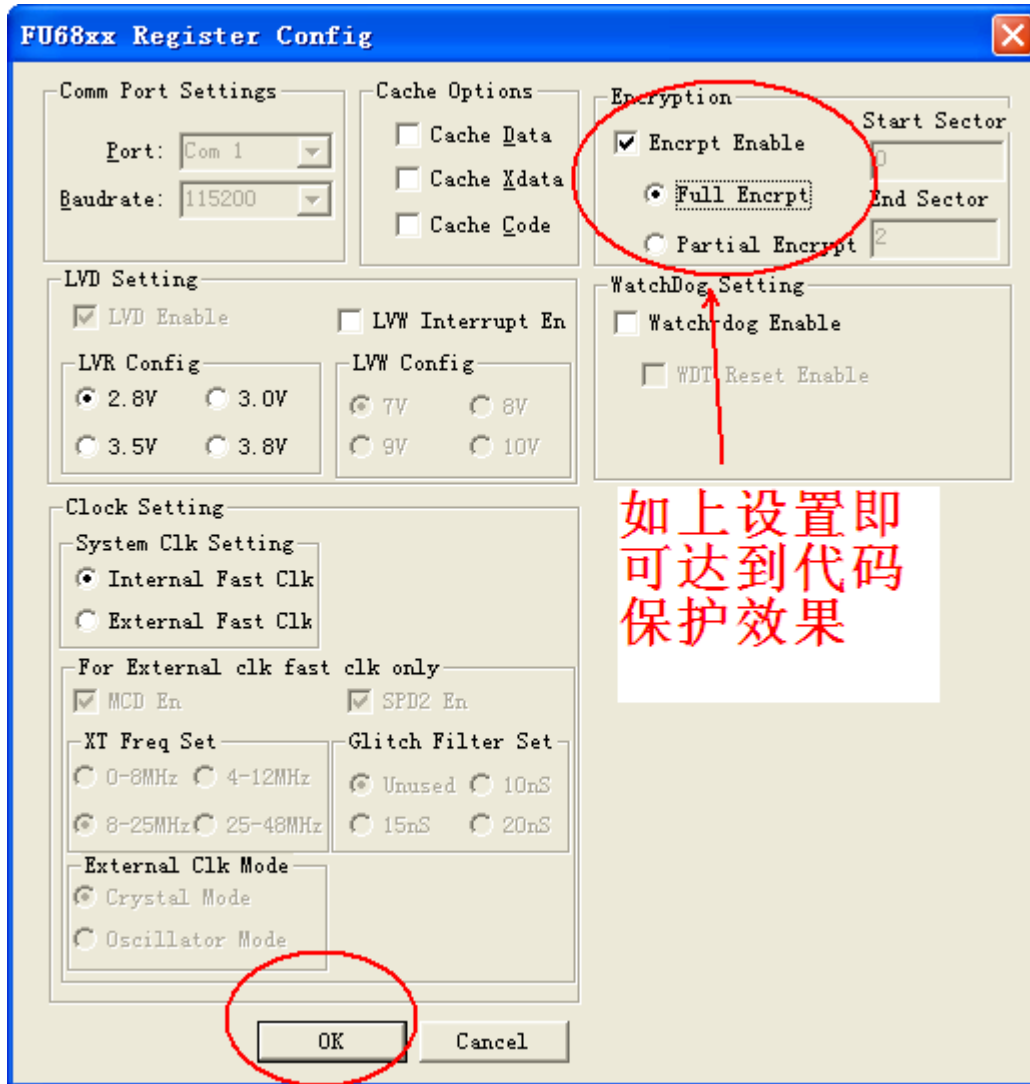 FU68xx Register Config
Comm Port Settings
Port: Com 1
Baudrate: 115200
Cache Options
Cache Data
Cache Xdata
Cache Code
Encryption
Encrpt Enable
Full Encrpt
Partial Encrypt
Start Sector
0
End Sector
2
LVD Setting
LVD Enable
LVW Interrupt En
LVR Config
2.8V 3.0V
3.5V 3.8V
LVW Config
7V 8V
9V 10V
WatchDog Setting
Watch-dog Enable
WDT Reset Enable
如上设置即
可达到代码
保护效果
Clock Setting
System Clk Setting
Internal Fast Clk
External Fast Clk
For External clk fast clk only
MCD En SPD2 En
XT Freq Set
0-8MHz 4-12MHz
8-25MHz 25-48MHz
Glitch Filter Set
Unused 10nS
15nS 20nS
External Clk Mode
Crystal Mode
Oscillator Mode
OK Cancel